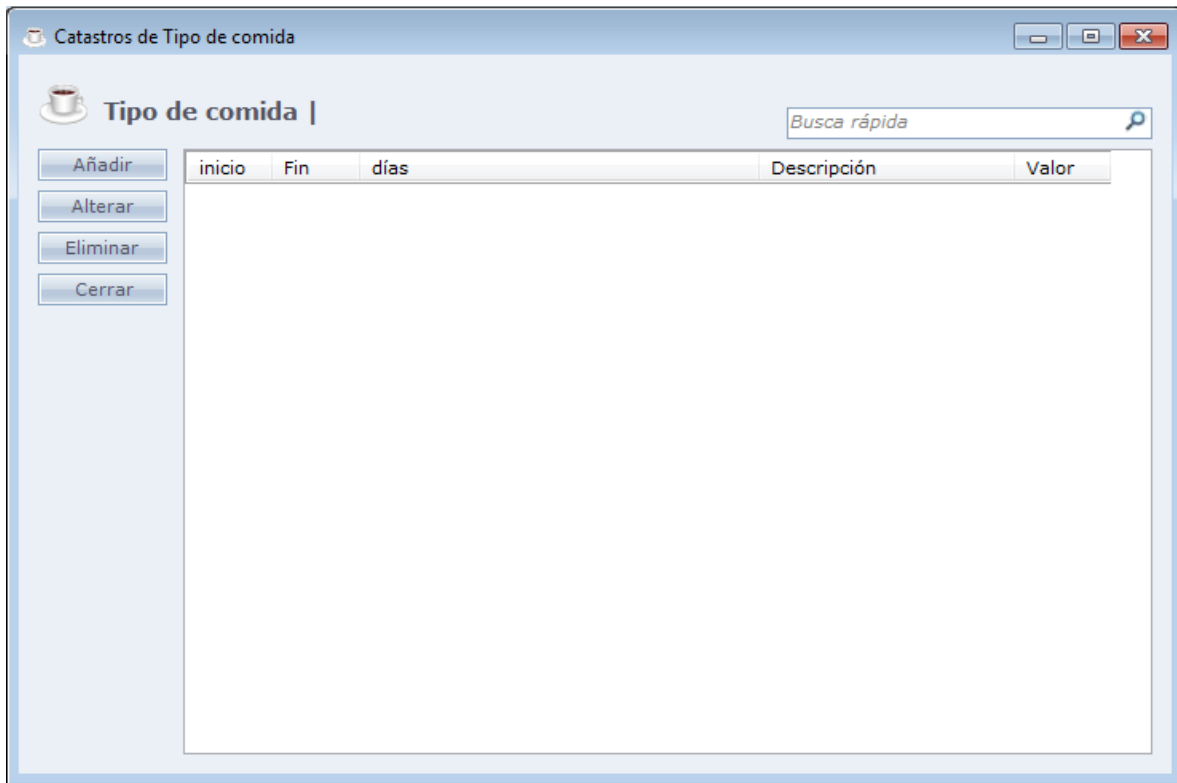 Catastros de Tipo de comida
Tipo de comida |
Busca rápida
Añadir
Alterar
Eliminar
Cerrar
inicio Fin días Descripción Valor